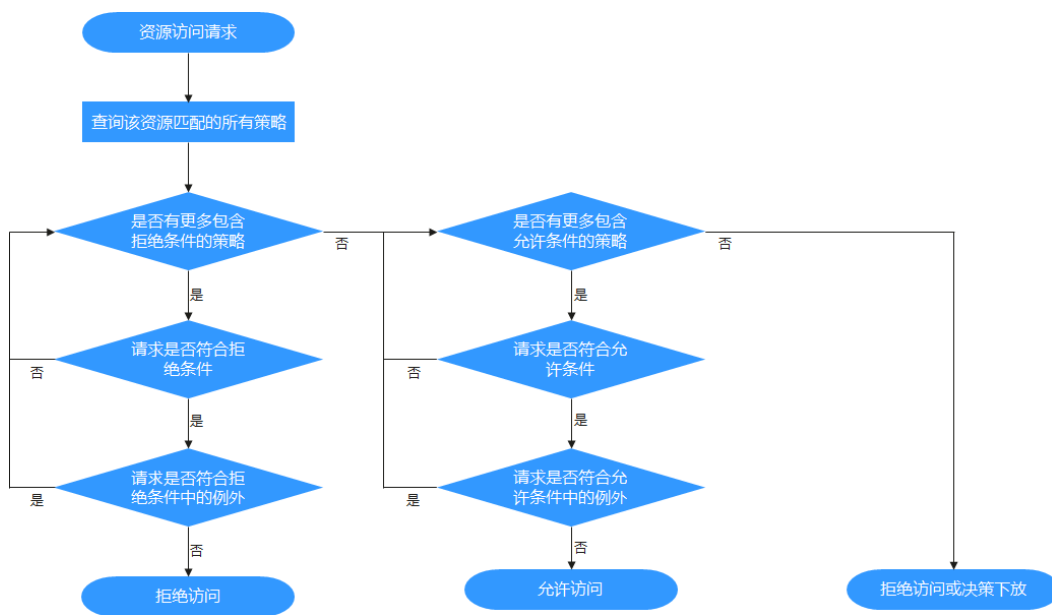 资源访问请求
查询该资源匹配的所有策略
是否有更多包含
拒绝条件的策略
否
是否有更多包含
允许条件的策略
否
是
是
请求是否符合拒
绝条件
否
请求是否符合允
许条件
否
是
是
请求是否符合拒
绝条件中的例外
是
请求是否符合允
许条件中的例外
是
否
否
拒绝访问
允许访问
拒绝访问或决策下放